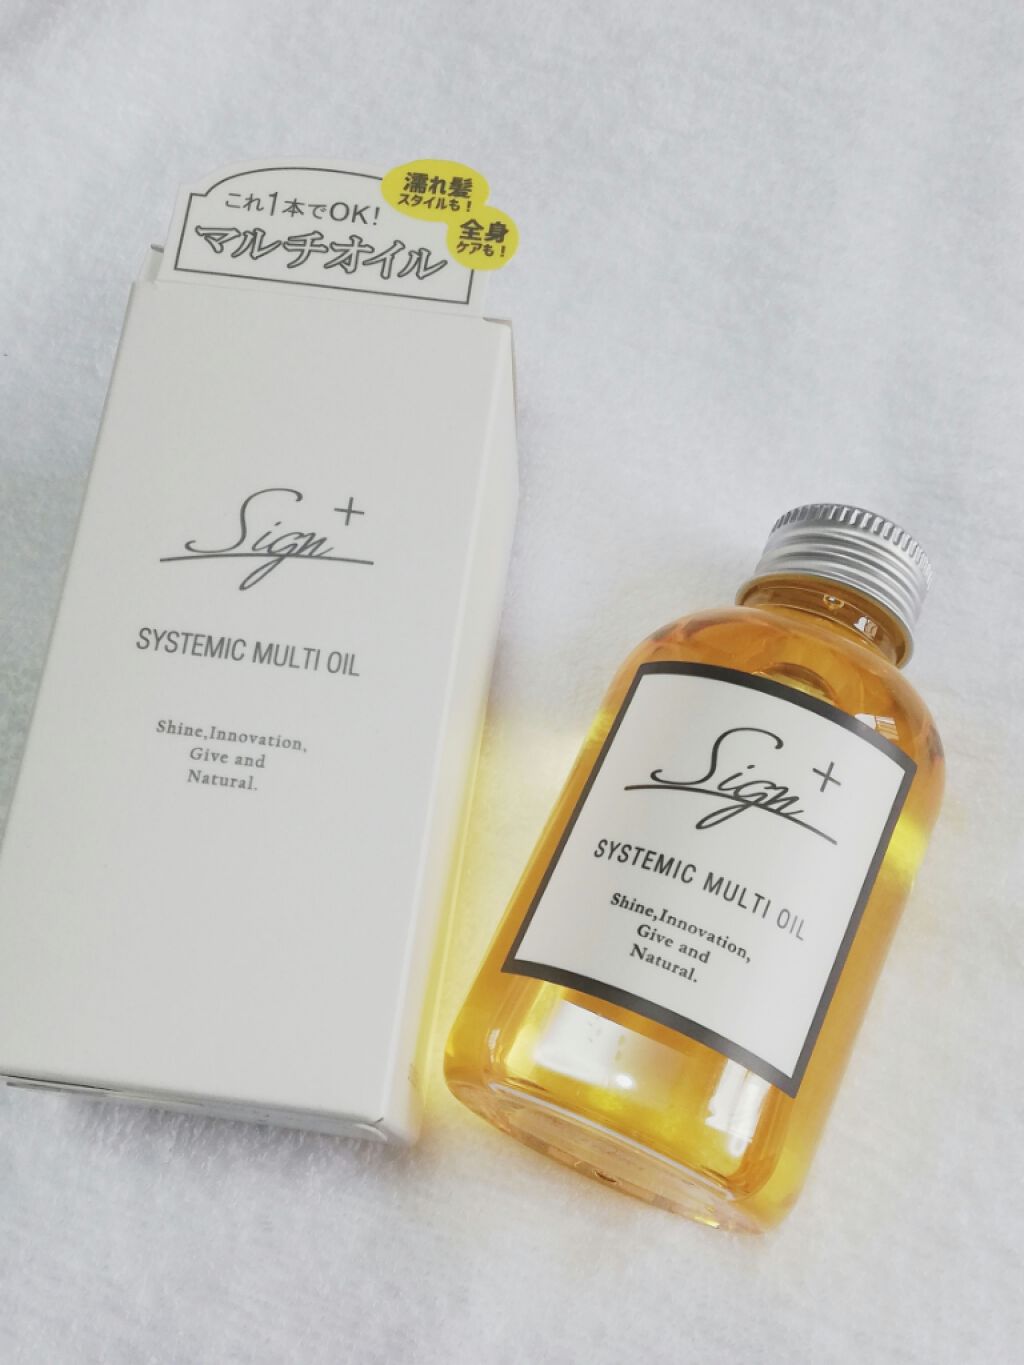 これ1本でOK!
マルチオイル
濡れ髪
スタイルも!
全身
ケアも!
Sign+
SYSTEMIC MULTI OIL
Shine,Innovation,
Give and
Natural.
Sign+
SYSTEMIC MULTI OIL
Shine,Innovation,
Give and
Natural.